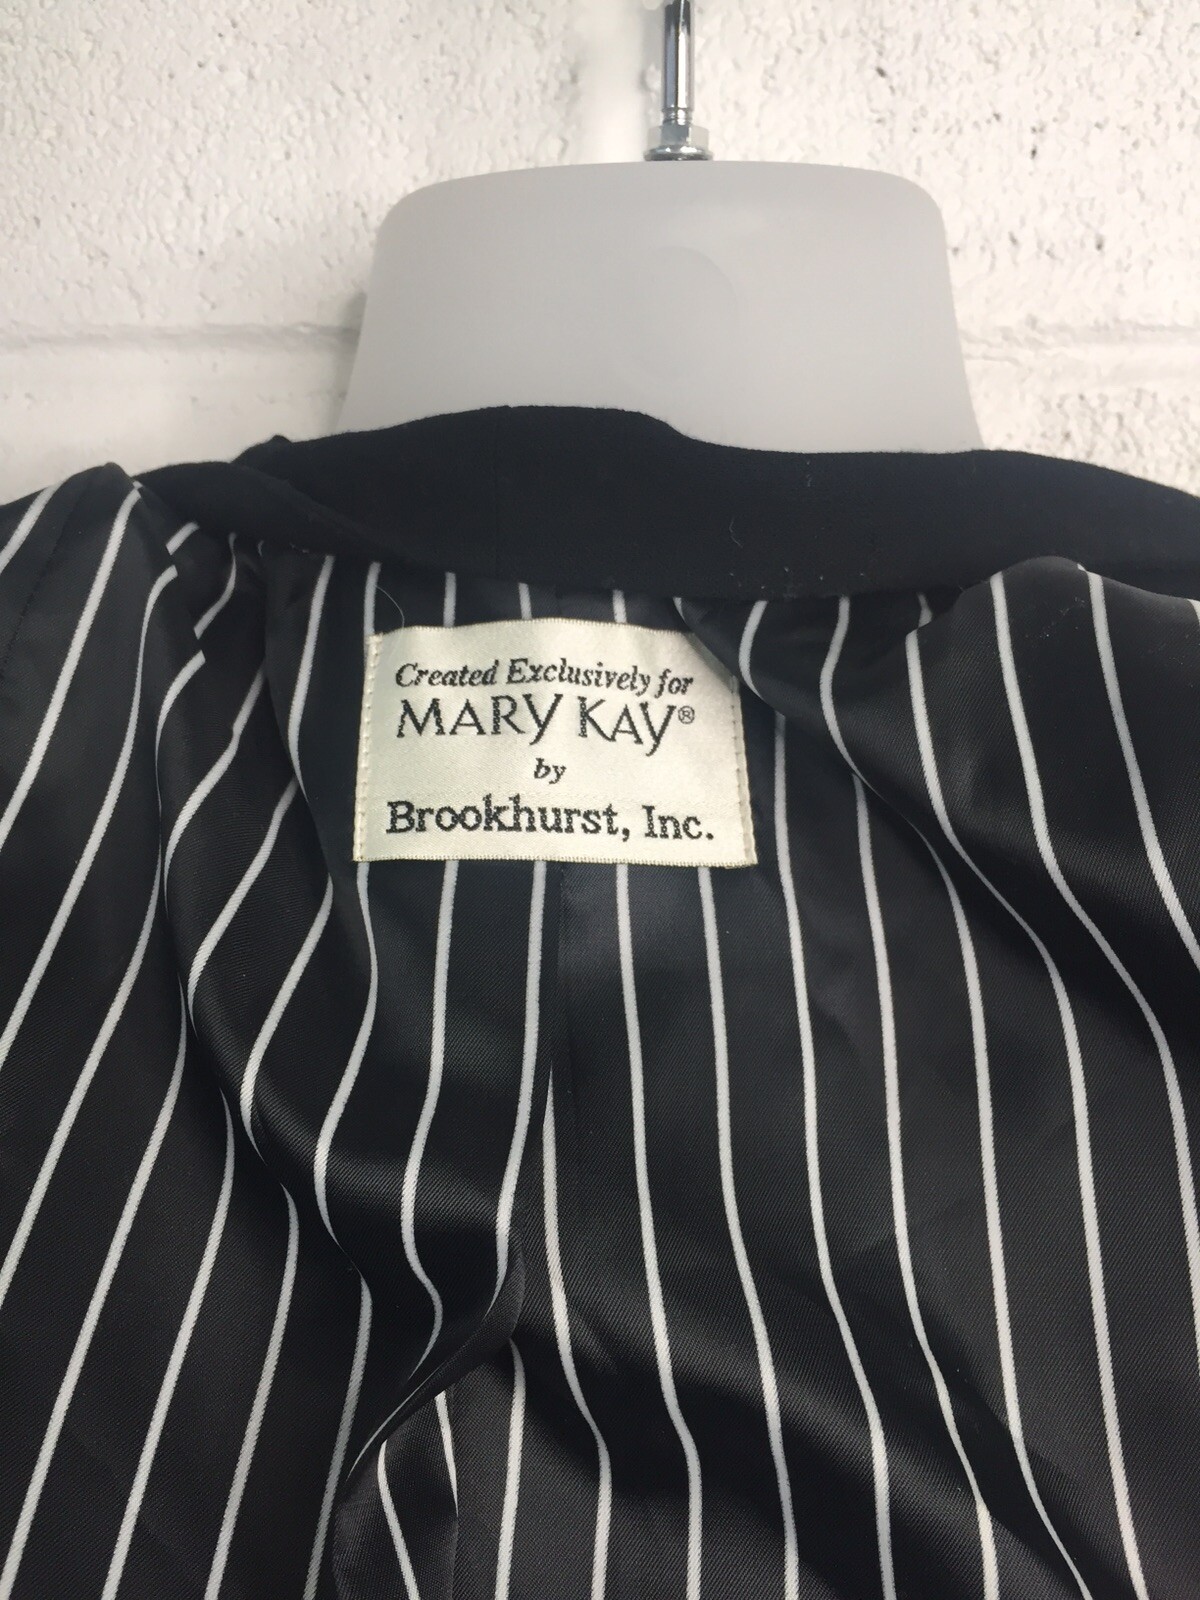 Created Exclusively for
MARY KAY®
by
Brookhurst, Inc.